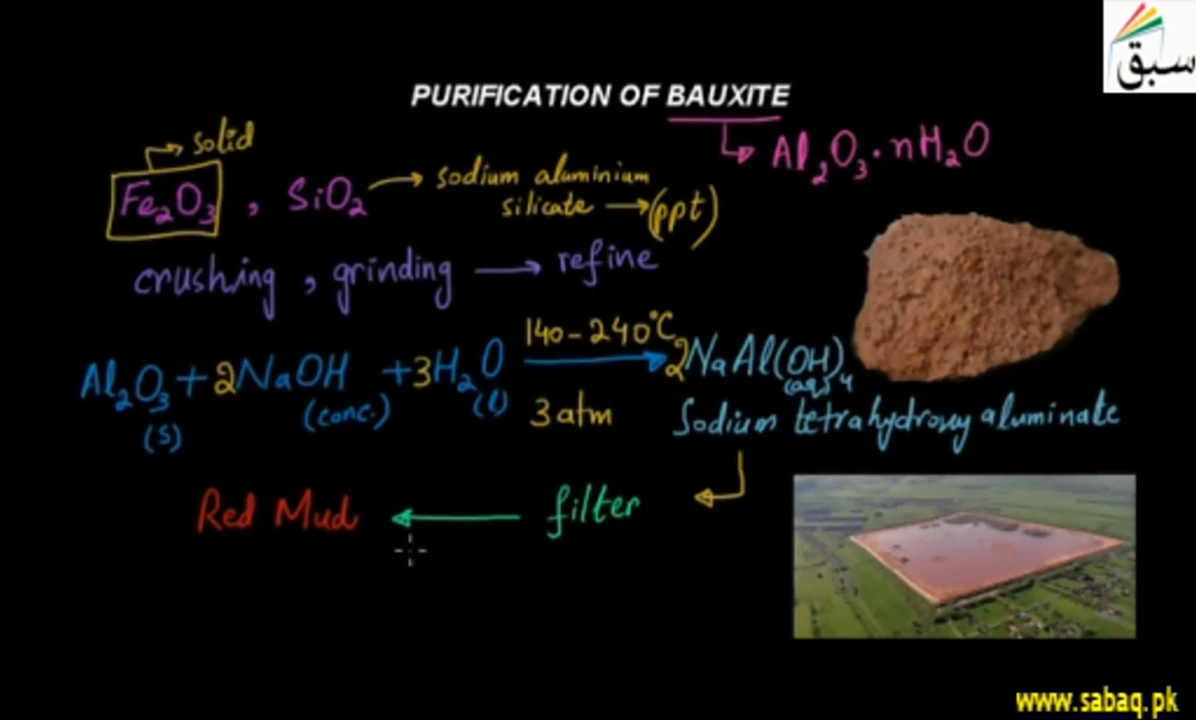 سبق
PURIFICATION OF BAUXITE
Al₂O₃·nH₂O
solid
Fe₂O₃, SiO₂ → sodium aluminium
silicate → (ppt)
crushing, grinding → refine
140-240°C
Al₂O₃ + 2NaOH + 3H₂O → 2NaAl(OH)₄
(s) (conc.) (l) (aq)
3 atm
Sodium tetrahydroxy aluminate
Red Mud ← filter
www.sabaq.pk